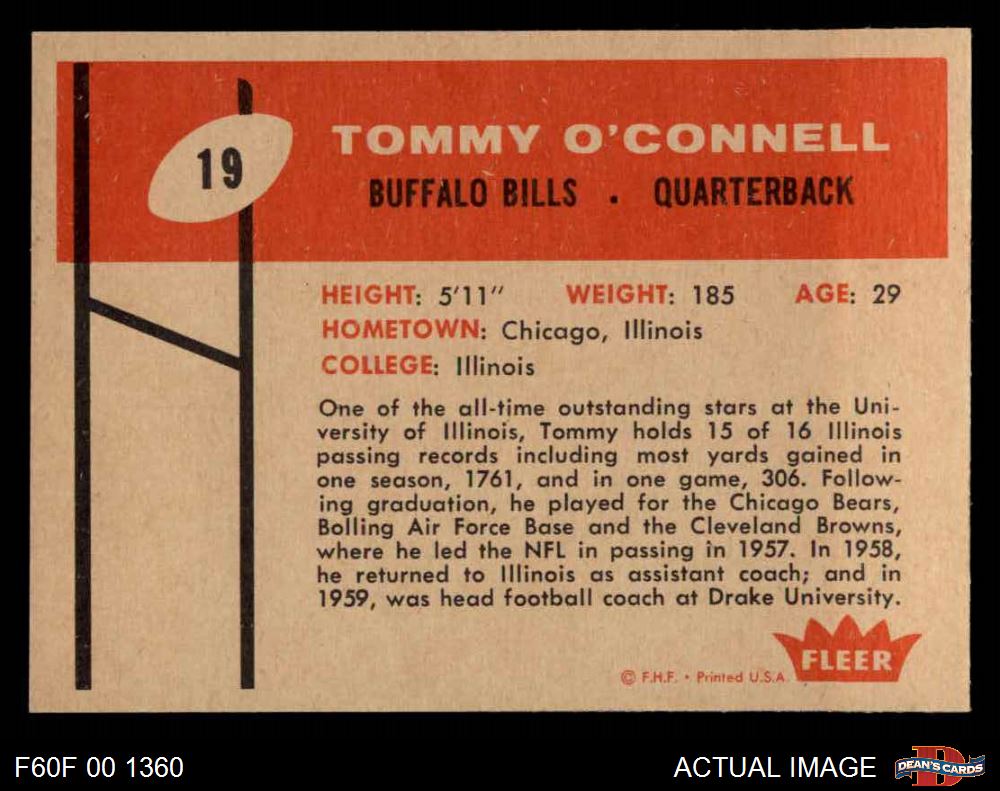 19
TOMMY O'CONNELL
BUFFALO BILLS . QUARTERBACK
HEIGHT: 5'11" WEIGHT: 185 AGE: 29
HOMETOWN: Chicago, Illinois
COLLEGE: Illinois
One of the all-time outstanding stars at the Uni-
versity of Illinois, Tommy holds 15 of 16 Illinois
passing records including most yards gained in
one season, 1761, and in one game, 306. Follow-
ing graduation, he played for the Chicago Bears,
Bolling Air Force Base and the Cleveland Browns,
where he led the NFL in passing in 1957. In 1958,
he returned to Illinois as assistant coach; and in
1959, was head football coach at Drake University.
FLEER
© F.H.F. • Printed U.S.A.
F60F 00 1360
ACTUAL IMAGE
D
DEAN'S CARDS